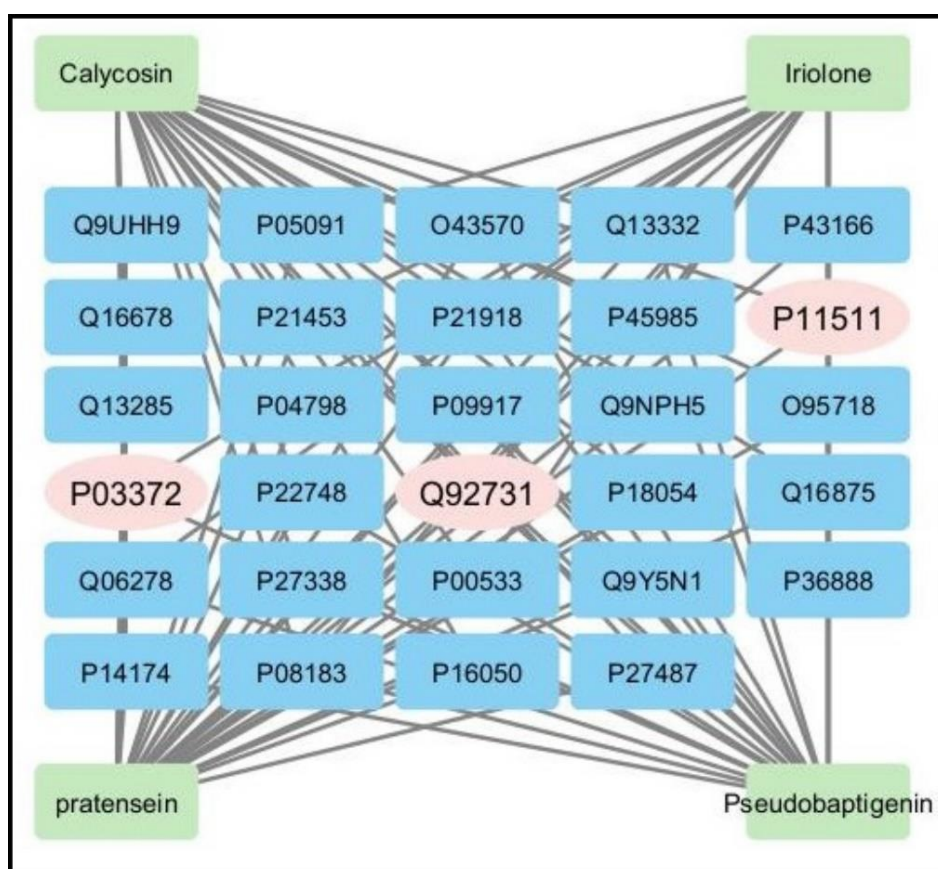 Calycosin Iriolone
Q9UHH9 P05091 O43570 Q13332 P43166
Q16678 P21453 P21918 P45985 P11511
Q13285 P04798 P09917 Q9NPH5 O95718
P03372 P22748 Q92731 P18054 Q16875
Q06278 P27338 P00533 Q9Y5N1 P36888
P14174 P08183 P16050 P27487
pratensein Pseudobaptigenin